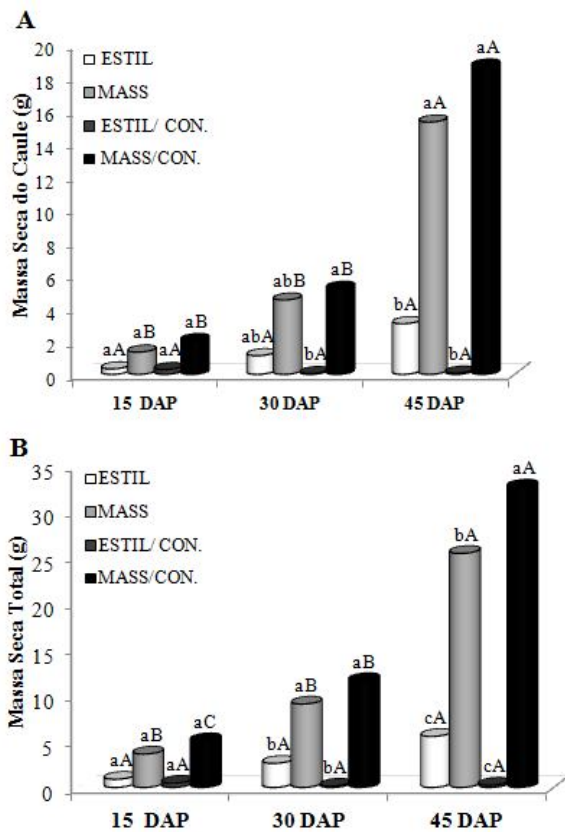 A
Massa Seca do Caule (g)
20
18
16
14
12
10
8
6
4
2
0
ESTIL
MASS
ESTIL/ CON.
MASS/CON.
aA
aB
aA
aB
abA
abB
bA
aB
bA
aA
bA
aA
15 DAP
30 DAP
45 DAP
B
Massa Seca Total (g)
35
30
25
20
15
10
5
0
ESTIL
MASS
ESTIL/ CON.
MASS/CON.
aA
aB
aA
aC
bA
aB
bA
aB
cA
bA
cA
aA
15 DAP
30 DAP
45 DAP